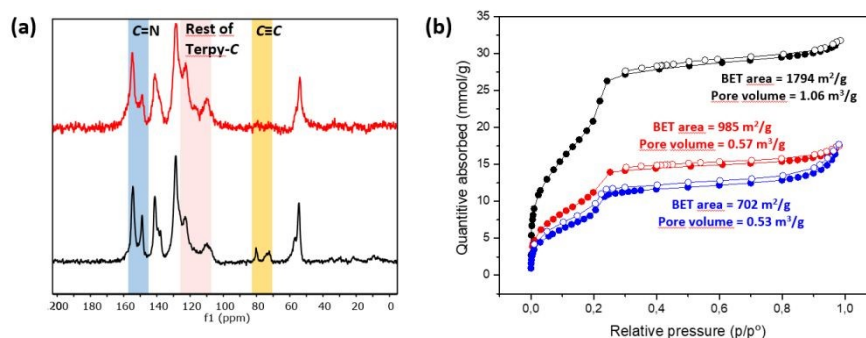 (a)
C=N
Rest of
Terpy-C
C≡C
200
160
120
80
60
40
20
0
f1 (ppm)
(b)
Quantitive absorbed (mmol/g)
35
30
25
20
15
10
5
0
BET area = 1794 m²/g
Pore volume = 1.06 m³/g
BET area = 985 m²/g
Pore volume = 0.57 m³/g
BET area = 702 m²/g
Pore volume = 0.53 m³/g
0,0
0,2
0,4
0,6
0,8
1,0
Relative pressure (p/p°)